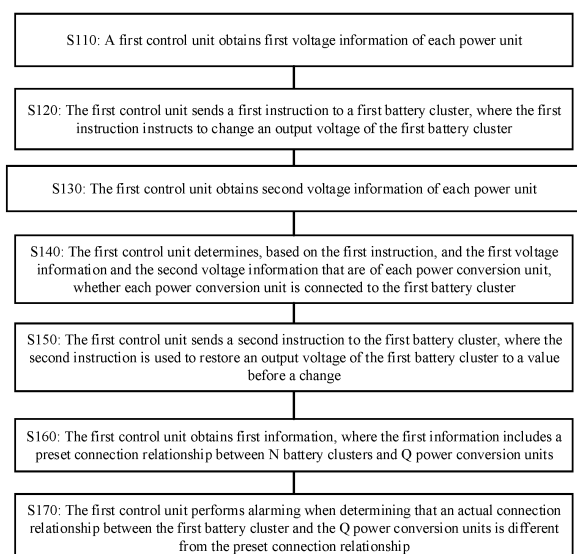 S110: A first control unit obtains first voltage information of each power unit
S120: The first control unit sends a first instruction to a first battery cluster, where the first
instruction instructs to change an output voltage of the first battery cluster
S130: The first control unit obtains second voltage information of each power unit
S140: The first control unit determines, based on the first instruction, and the first voltage
information and the second voltage information that are of each power conversion unit,
whether each power conversion unit is connected to the first battery cluster
S150: The first control unit sends a second instruction to the first battery cluster, where the
second instruction is used to restore an output voltage of the first battery cluster to a value
before a change
S160: The first control unit obtains first information, where the first information includes a
preset connection relationship between N battery clusters and Q power conversion units
S170: The first control unit performs alarming when determining that an actual connection
relationship between the first battery cluster and the Q power conversion units is different
from the preset connection relationship